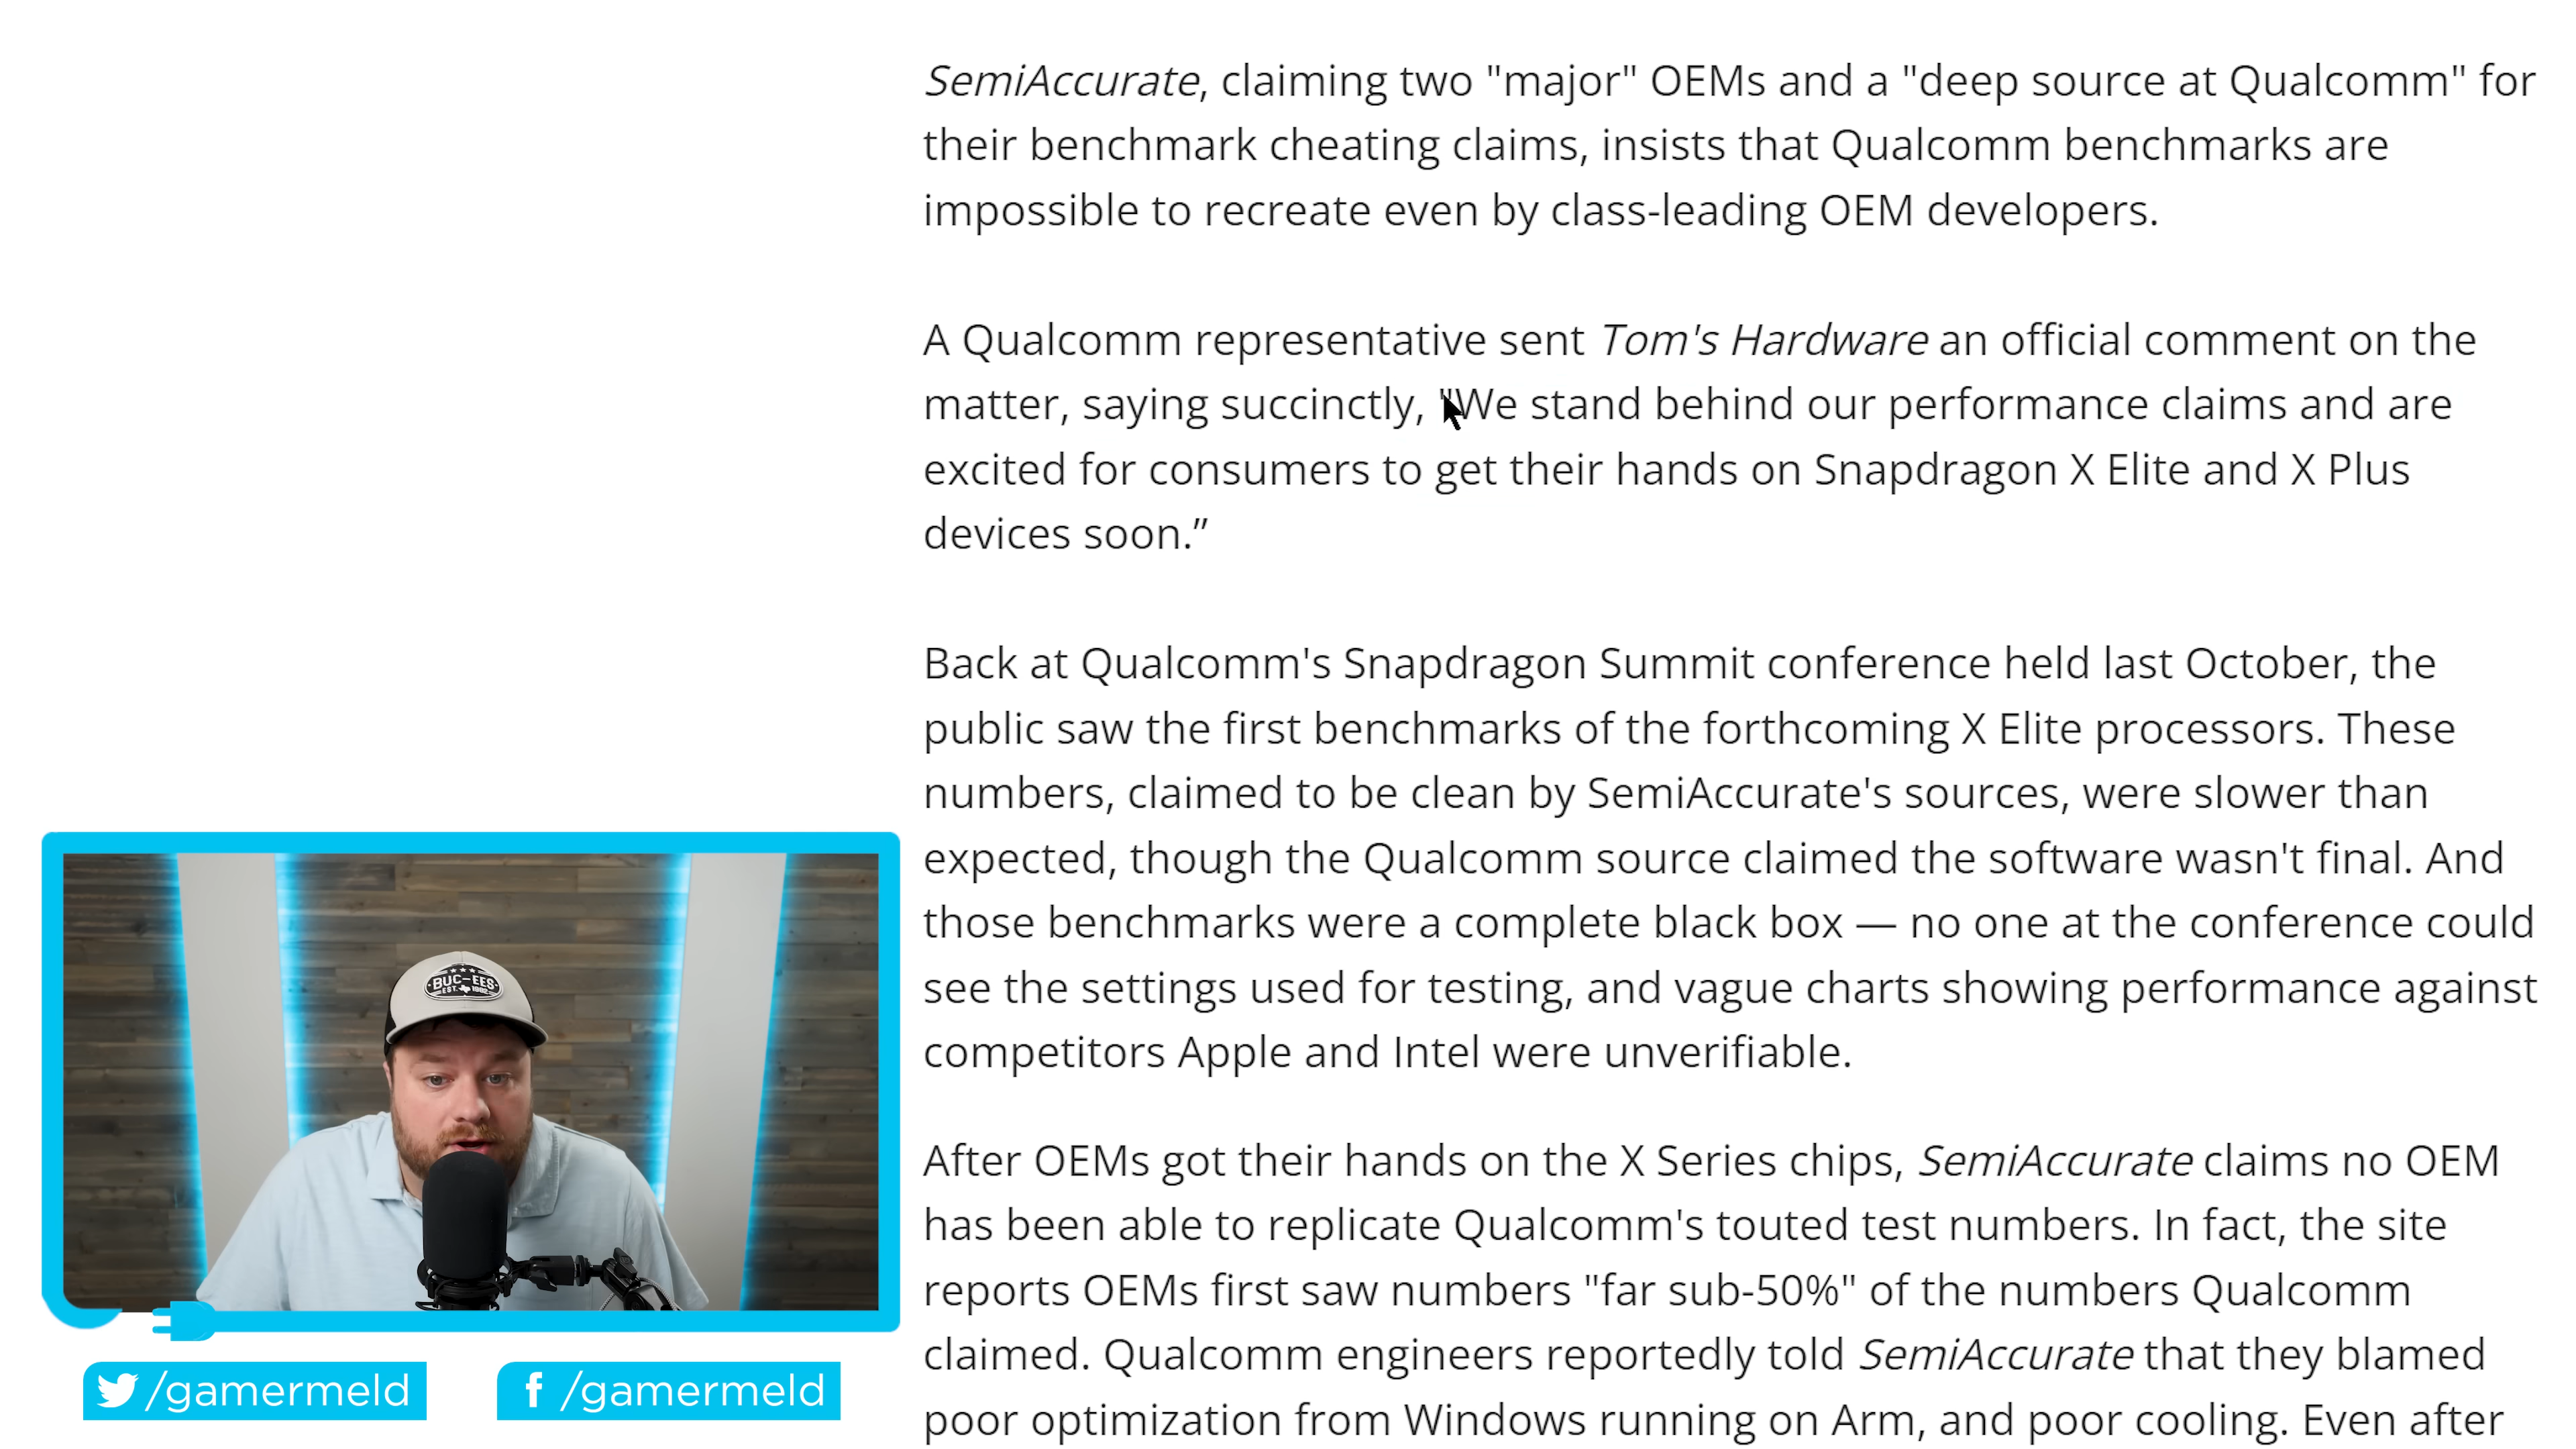 SemiAccurate, claiming two "major" OEMs and a "deep source at Qualcomm" for
their benchmark cheating claims, insists that Qualcomm benchmarks are
impossible to recreate even by class-leading OEM developers.
A Qualcomm representative sent Tom's Hardware an official comment on the
matter, saying succinctly, "We stand behind our performance claims and are
excited for consumers to get their hands on Snapdragon X Elite and X Plus
devices soon.”
Back at Qualcomm's Snapdragon Summit conference held last October, the
public saw the first benchmarks of the forthcoming X Elite processors. These
numbers, claimed to be clean by SemiAccurate's sources, were slower than
expected, though the Qualcomm source claimed the software wasn't final. And
those benchmarks were a complete black box — no one at the conference could
see the settings used for testing, and vague charts showing performance against
competitors Apple and Intel were unverifiable.
After OEMs got their hands on the X Series chips, SemiAccurate claims no OEM
has been able to replicate Qualcomm's touted test numbers. In fact, the site
reports OEMs first saw numbers "far sub-50%" of the numbers Qualcomm
claimed. Qualcomm engineers reportedly told SemiAccurate that they blamed
poor optimization from Windows running on Arm, and poor cooling. Even after
BUC-EES
EST. 1982
/gamermeld
f /gamermeld